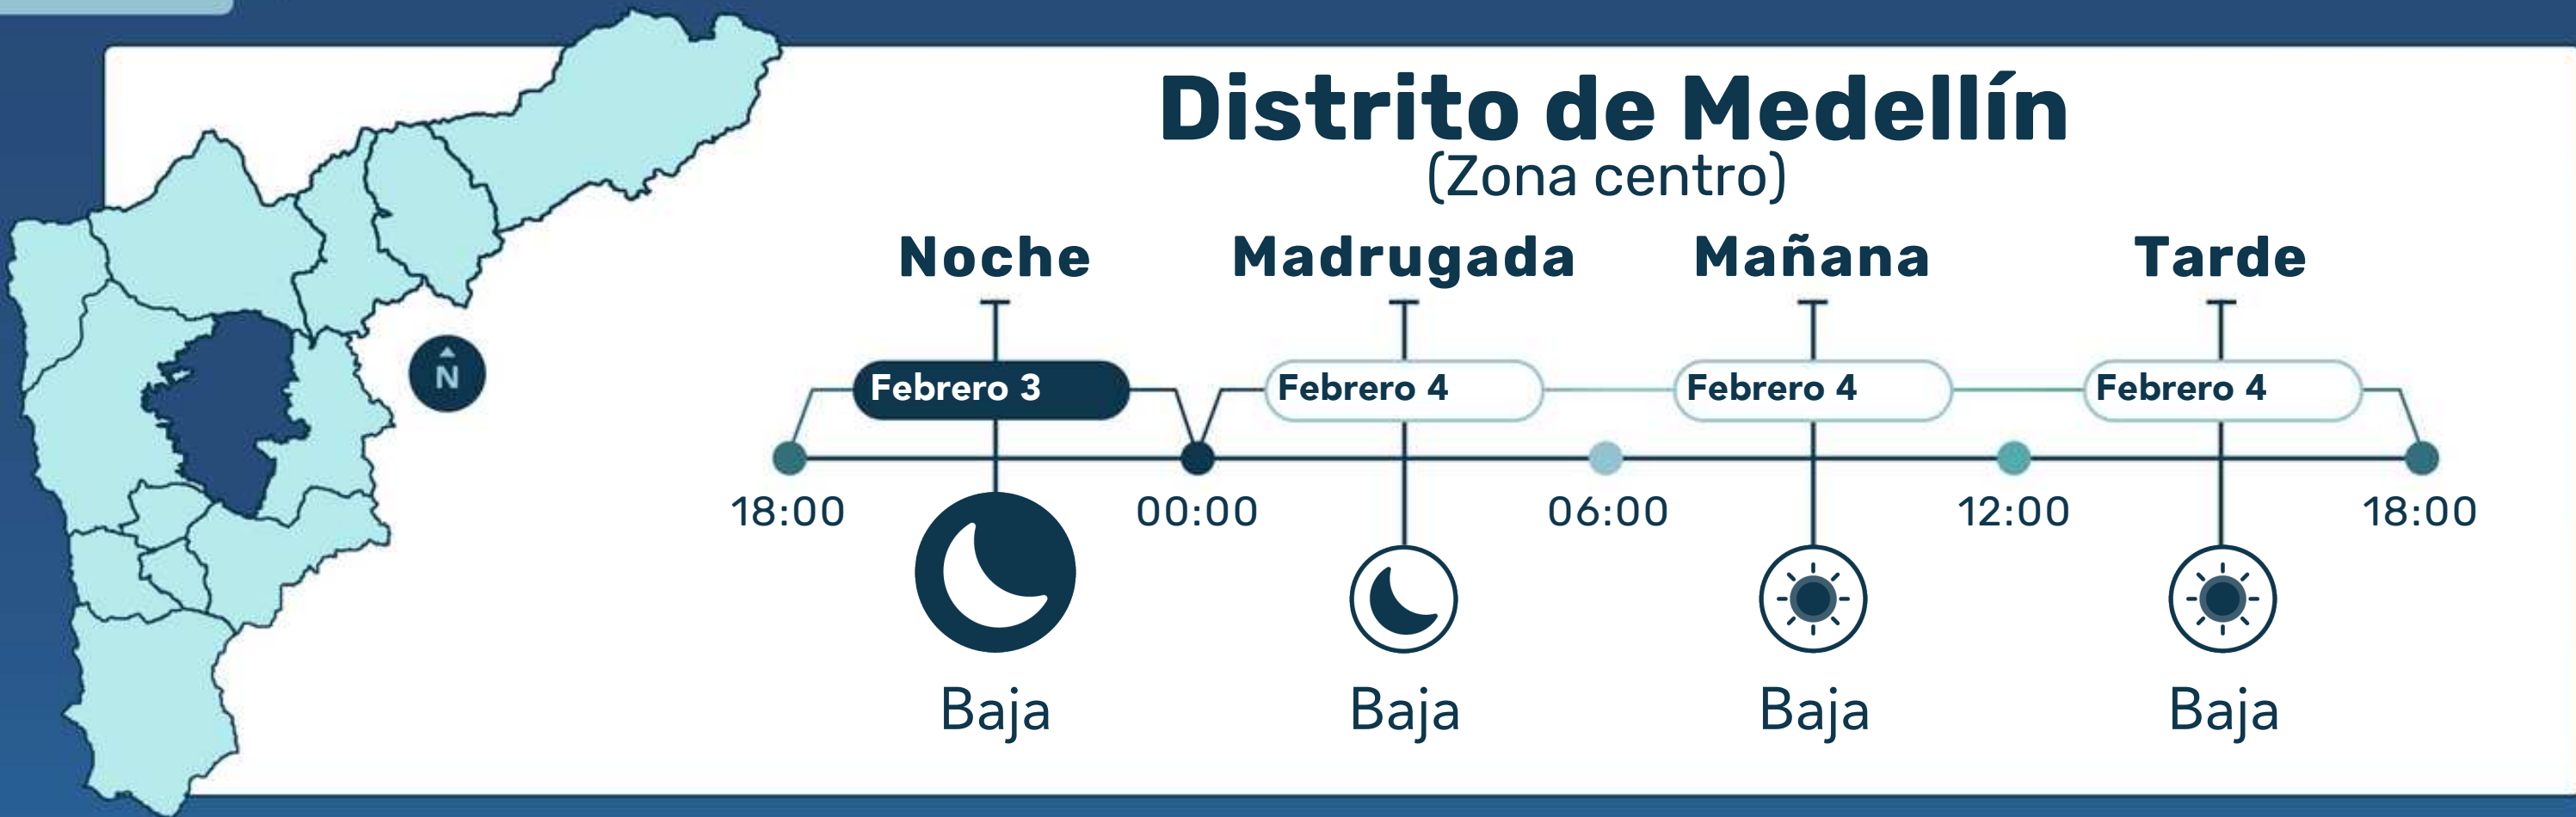 Distrito de Medellín
(Zona centro)
Noche Madrugada Mañana Tarde
Febrero 3 Febrero 4 Febrero 4 Febrero 4
N
18:00 00:00 06:00 12:00 18:00
Baja Baja Baja Baja